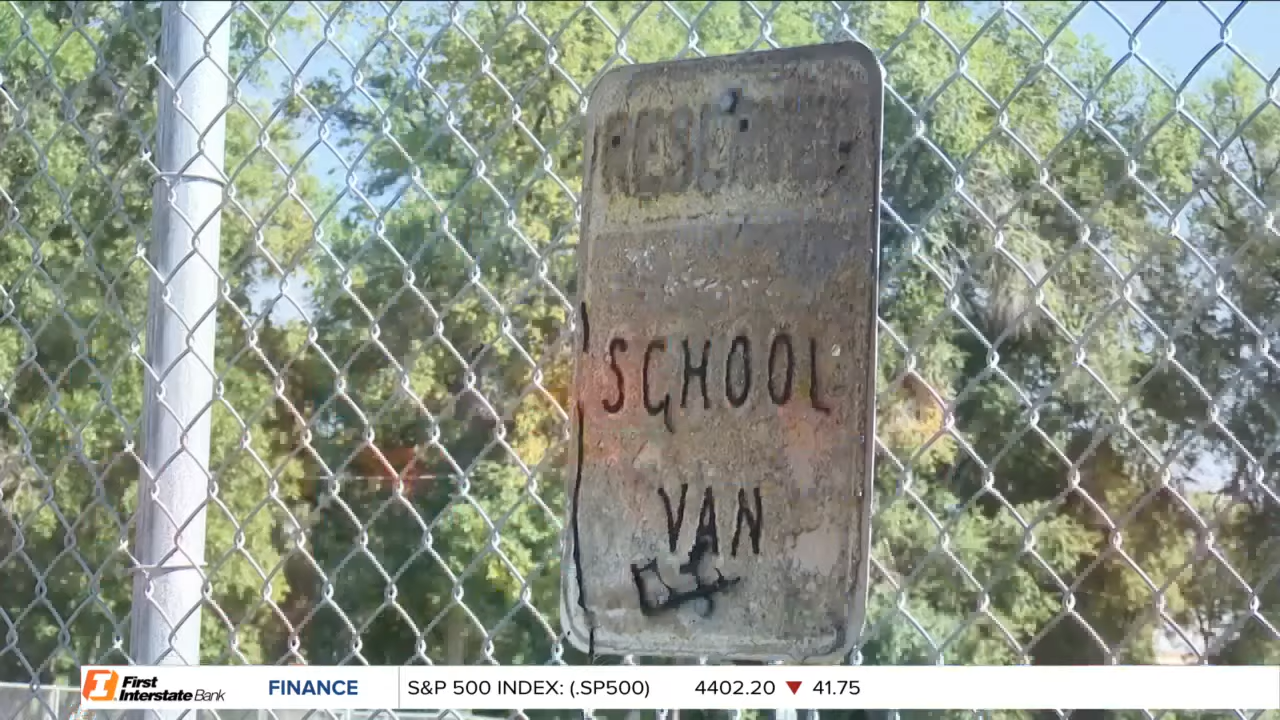 SCHOOL
VAN
First
Interstate Bank
FINANCE
S&P 500 INDEX: (.SP500)
4402.20 ▼ 41.75